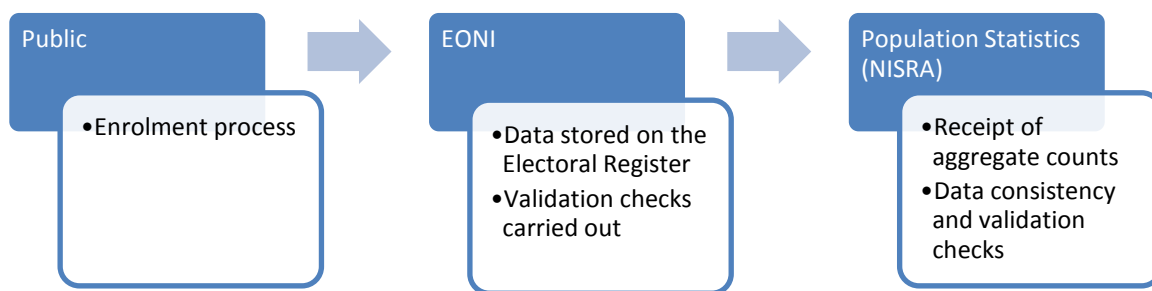 Public
•Enrolment process
EONI
•Data stored on the
Electoral Register
•Validation checks
carried out
Population Statistics
(NISRA)
•Receipt of
aggregate counts
•Data consistency
and validation
checks